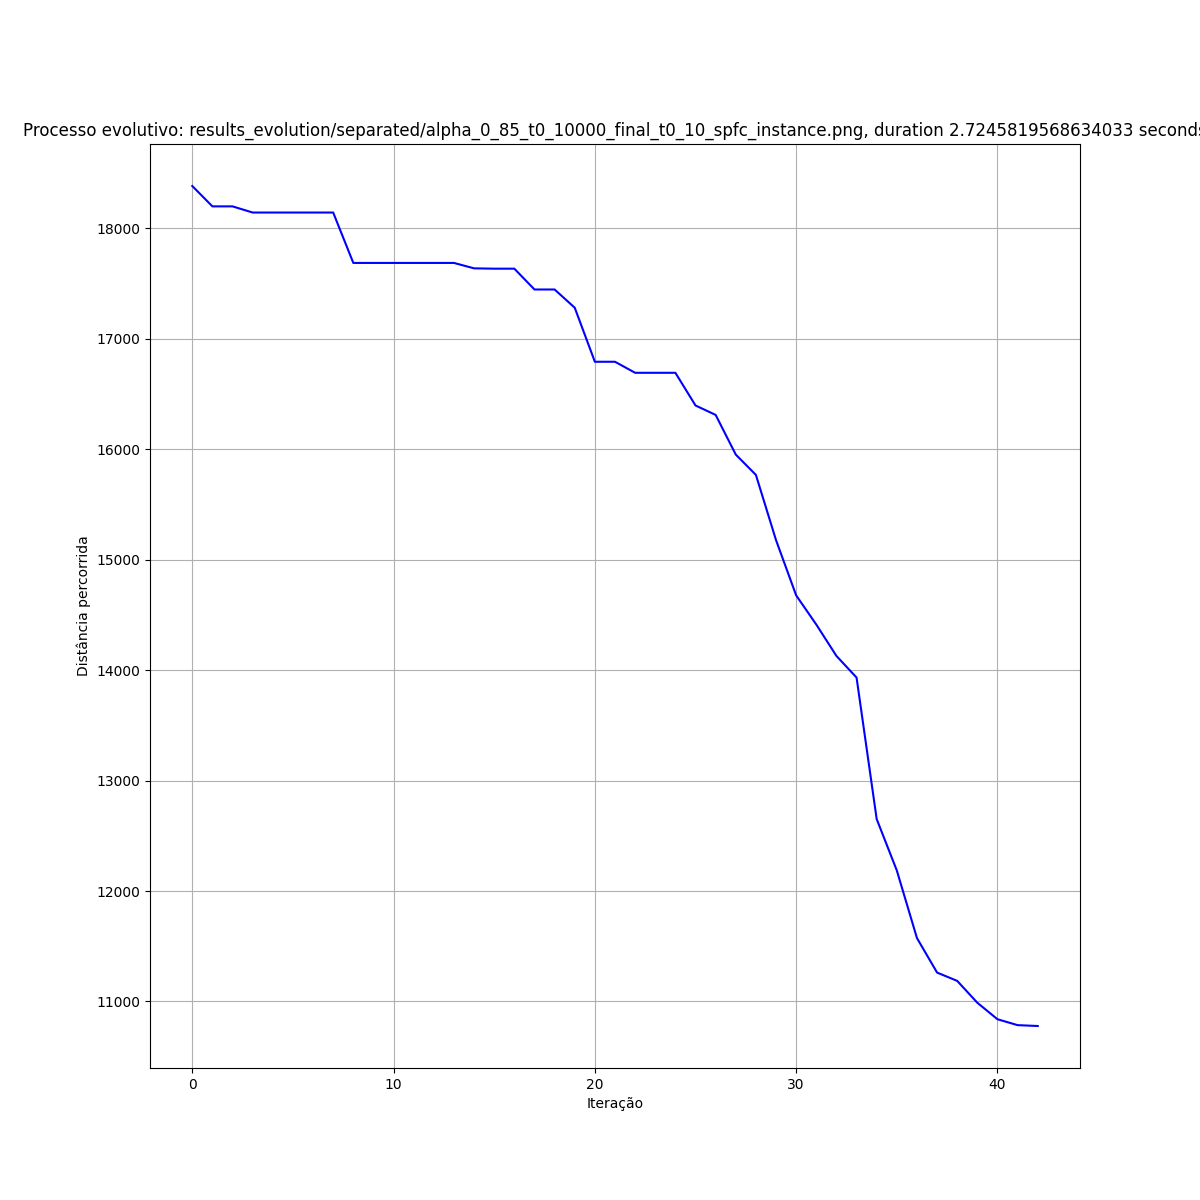 Processo evolutivo: results_evolution/separated/alpha_0_85_t0_10000_final_t0_10_spfc_instance.png, duration 2.7245819568634033 seconds
18000
17000
16000
15000
14000
13000
12000
11000
Distância percorrida
0 10 20 30 40
Iteração